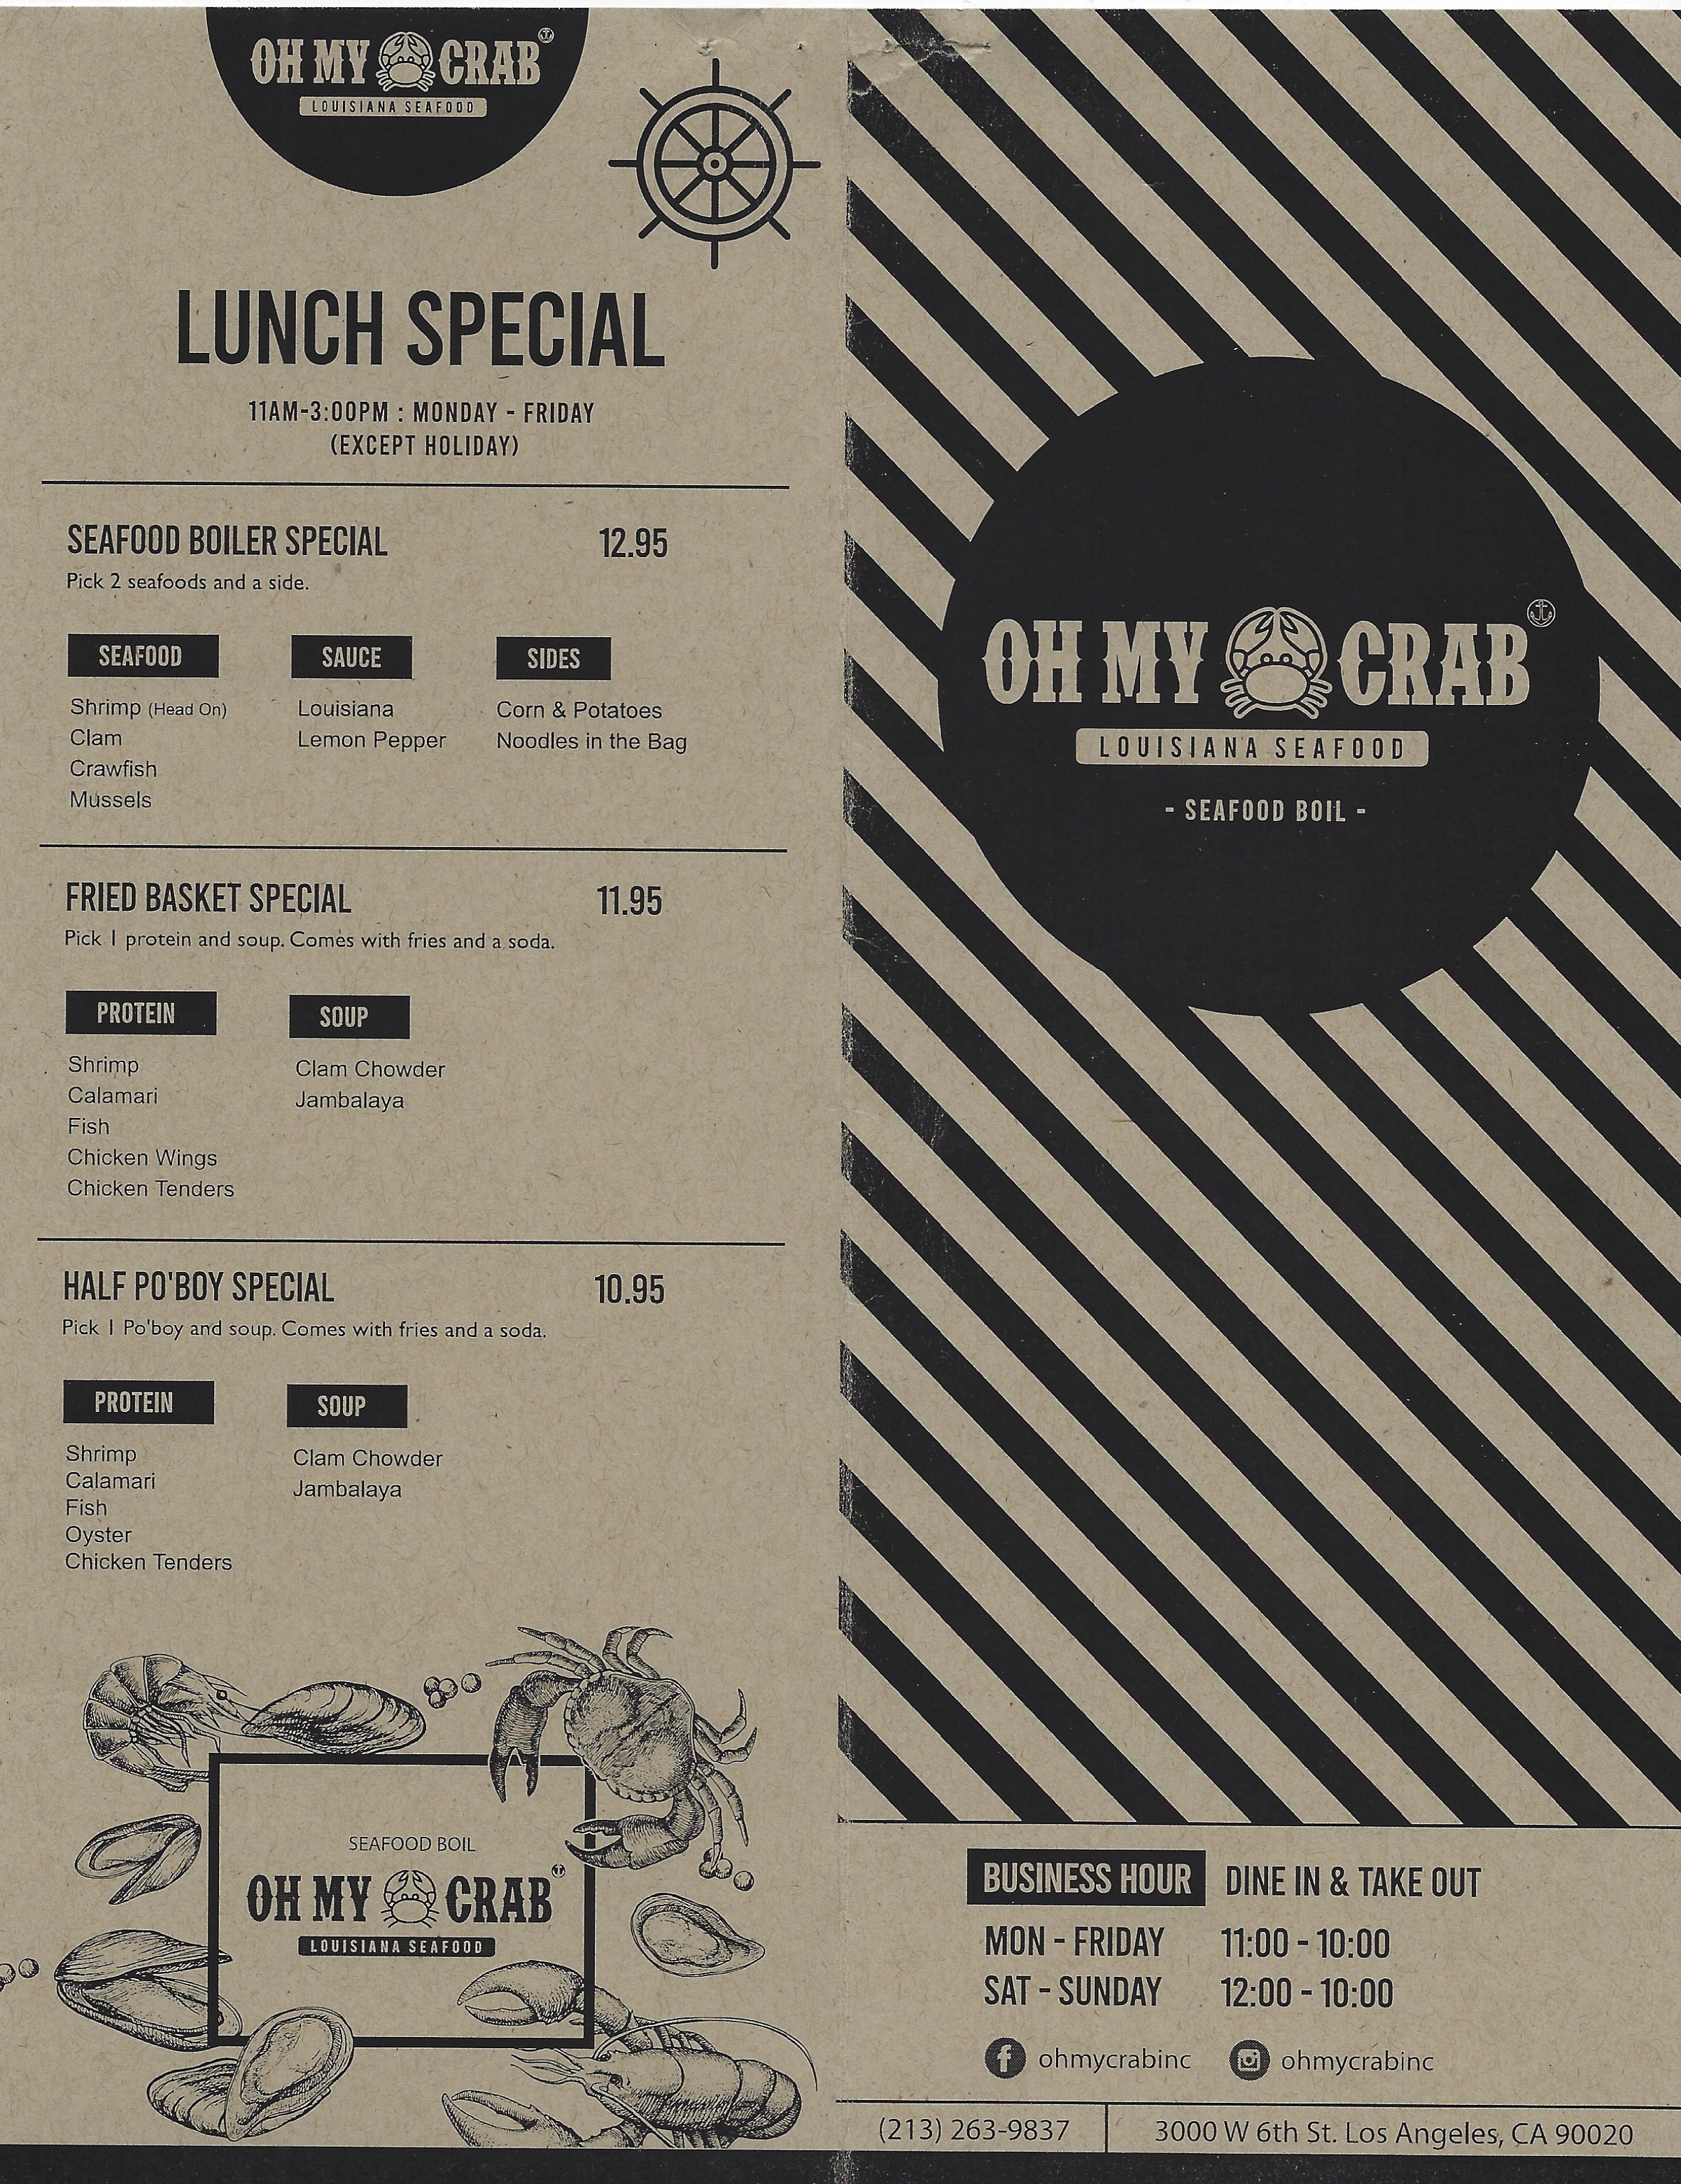 OH MY CRAB
LOUISIANA SEAFOOD
LUNCH SPECIAL
11AM-3:00PM : MONDAY - FRIDAY
(EXCEPT HOLIDAY)
SEAFOOD BOILER SPECIAL 12.95
Pick 2 seafoods and a side.
SEAFOOD SAUCE SIDES
Shrimp (Head On) Louisiana Corn & Potatoes
Clam Lemon Pepper Noodles in the Bag
Crawfish
Mussels
FRIED BASKET SPECIAL 11.95
Pick 1 protein and soup. Comes with fries and a soda.
PROTEIN SOUP
Shrimp Clam Chowder
Calamari Jambalaya
Fish
Chicken Wings
Chicken Tenders
HALF PO'BOY SPECIAL 10.95
Pick 1 Po'boy and soup. Comes with fries and a soda.
PROTEIN SOUP
Shrimp Clam Chowder
Calamari Jambalaya
Fish
Oyster
Chicken Tenders
SEAFOOD BOIL
OH MY CRAB
LOUISIANA SEAFOOD
OH MY CRAB
LOUISIANA SEAFOOD
- SEAFOOD BOIL -
BUSINESS HOUR DINE IN & TAKE OUT
MON - FRIDAY 11:00 - 10:00
SAT - SUNDAY 12:00 - 10:00
ohmycrabinc ohmycrabinc
(213) 263-9837 3000 W 6th St. Los Angeles, CA 90020